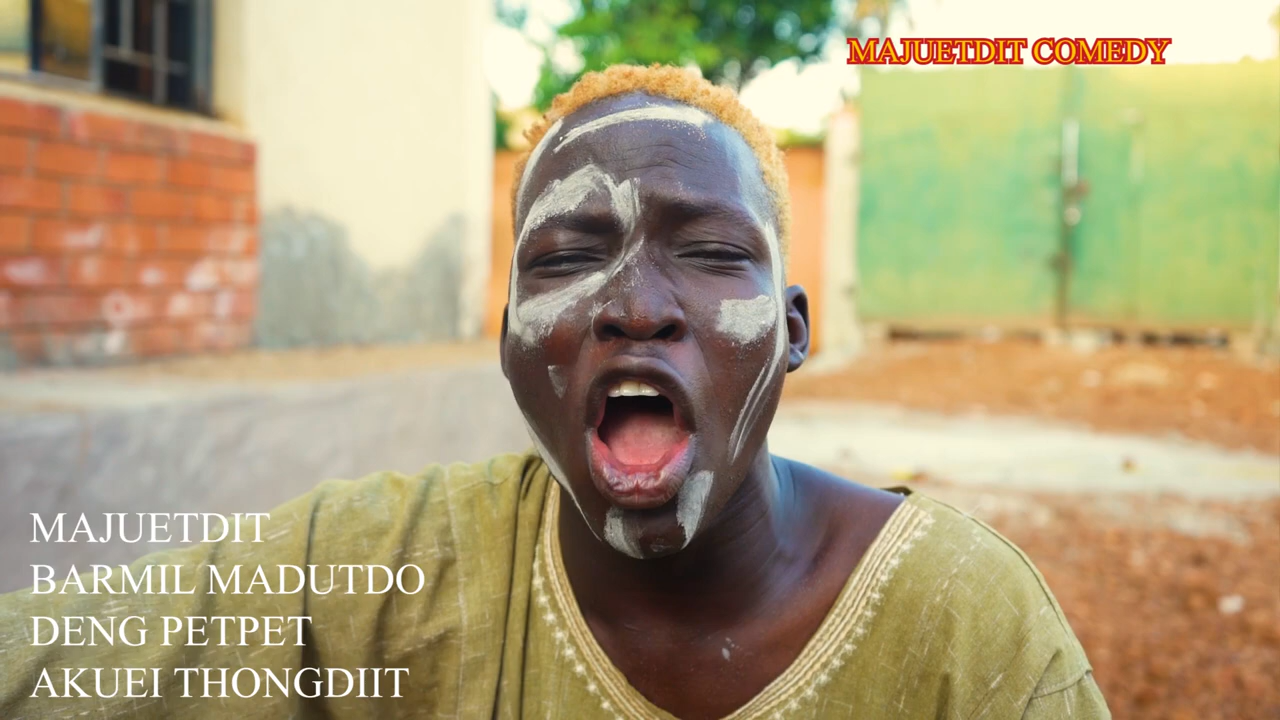 MAJUETDIT COMEDY
MAJUETDIT
BARMIL MADUTDO
DENG PETPET
AKUEI THONGDIIT